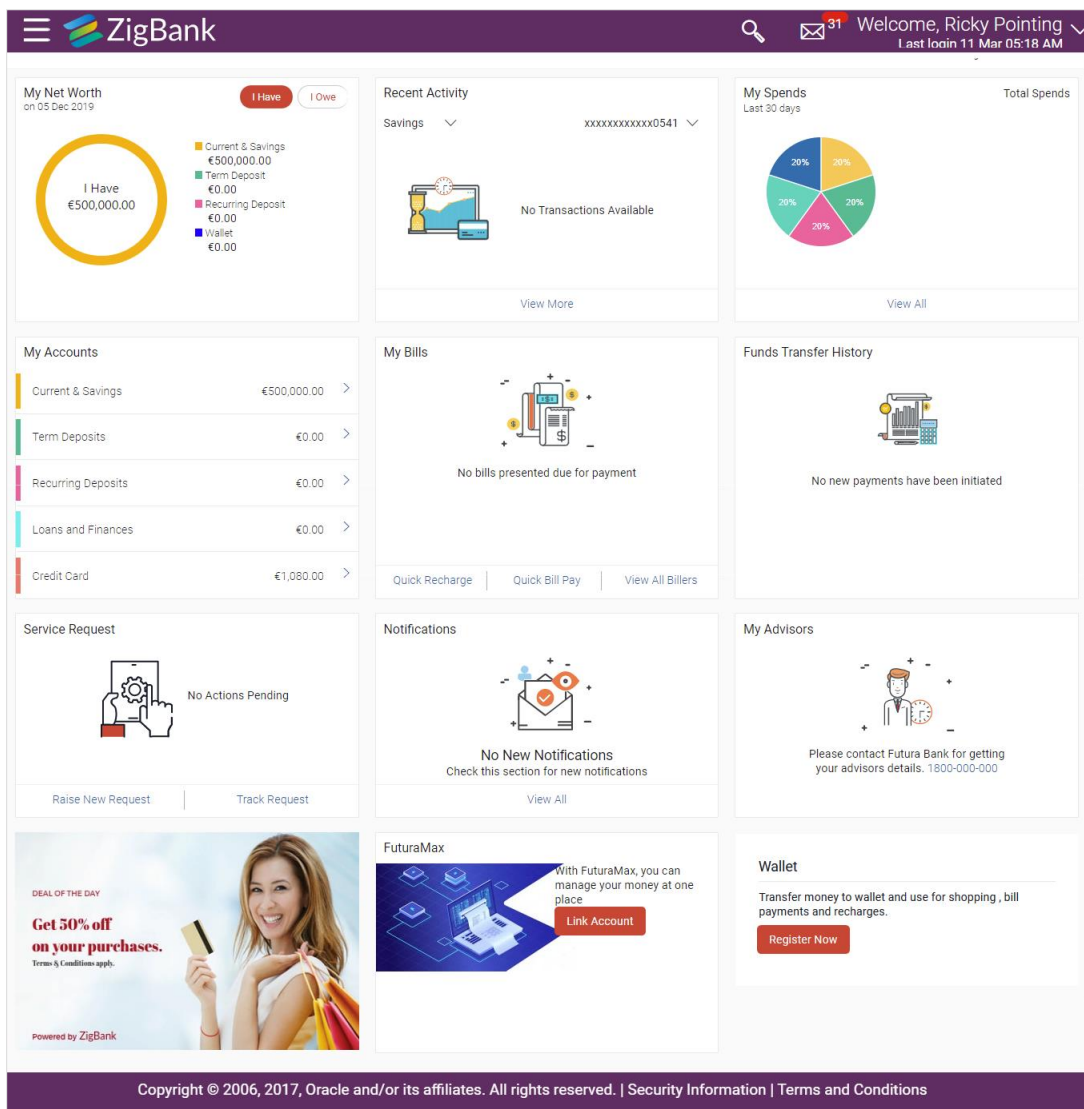 ZigBank
31
Welcome, Ricky Pointing
Last login 11 Mar 05:18 AM
My Net Worth
on 05 Dec 2019
I Have
I Owe
I Have
€500,000.00
Current & Savings
€500,000.00
Term Deposit
€0.00
Recurring Deposit
€0.00
Wallet
€0.00
Recent Activity
Savings
xxxxxxxxxxxx0541
No Transactions Available
View More
My Spends
Last 30 days
Total Spends
20%
20%
20%
20%
20%
View All
My Accounts
Current & Savings €500,000.00
Term Deposits €0.00
Recurring Deposits €0.00
Loans and Finances €0.00
Credit Card €1,080.00
My Bills
No bills presented due for payment
Quick Recharge Quick Bill Pay View All Billers
Funds Transfer History
No new payments have been initiated
Service Request
No Actions Pending
Raise New Request Track Request
Notifications
No New Notifications
Check this section for new notifications
View All
My Advisors
Please contact Futura Bank for getting
your advisors details. 1800-000-000
DEAL OF THE DAY
Get 50% off
on your purchases.
Terms & Conditions apply.
Powered by ZigBank
FuturaMax
With FuturaMax, you can
manage your money at one
place
Link Account
Wallet
Transfer money to wallet and use for shopping , bill
payments and recharges.
Register Now
Copyright © 2006, 2017, Oracle and/or its affiliates. All rights reserved. | Security Information | Terms and Conditions